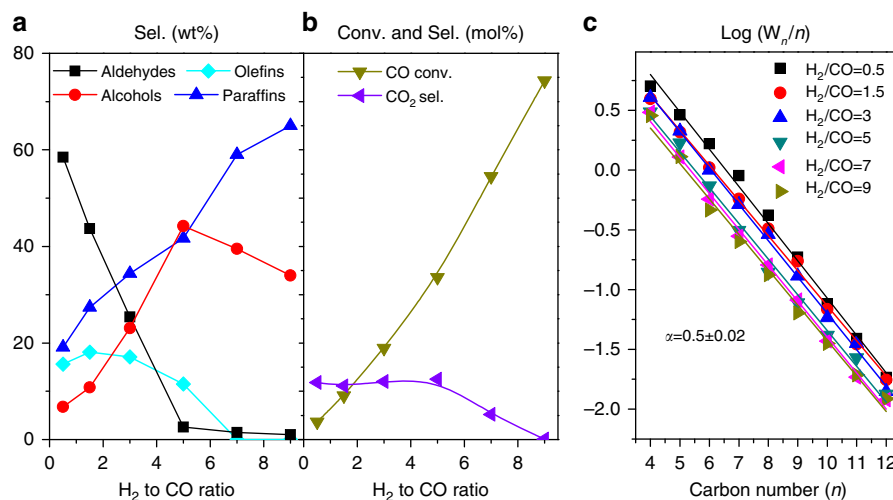 a Sel. (wt%)
80
60
40
20
0
Aldehydes Olefins
Alcohols Paraffins
0 2 4 6 8
H₂ to CO ratio
b Conv. and Sel. (mol%)
CO conv.
CO₂ sel.
0 2 4 6 8 10
H₂ to CO ratio
c Log (Wₙ/n)
0.5
0.0
−0.5
−1.0
−1.5
−2.0
H₂/CO=0.5
H₂/CO=1.5
H₂/CO=3
H₂/CO=5
H₂/CO=7
H₂/CO=9
α=0.5±0.02
4 5 6 7 8 9 10 11 12
Carbon number (n)